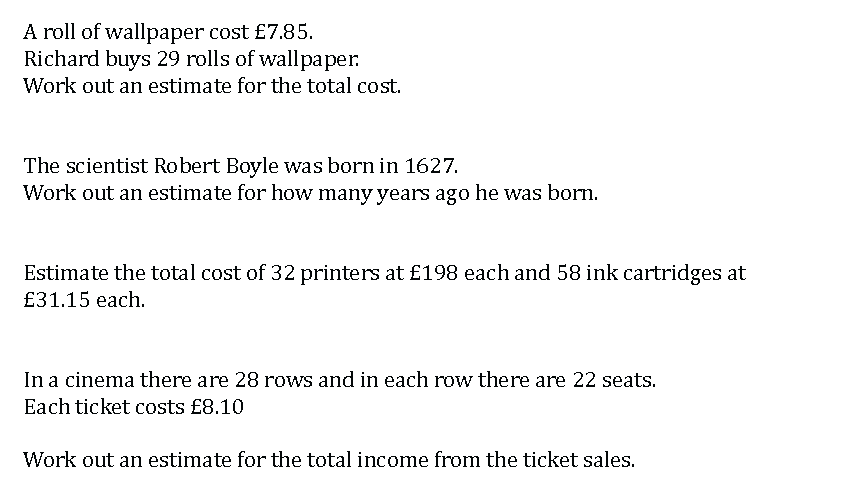 A roll of wallpaper cost £7.85.
Richard buys 29 rolls of wallpaper.
Work out an estimate for the total cost.
The scientist Robert Boyle was born in 1627.
Work out an estimate for how many years ago he was born.
Estimate the total cost of 32 printers at £198 each and 58 ink cartridges at
£31.15 each.
In a cinema there are 28 rows and in each row there are 22 seats.
Each ticket costs £8.10
Work out an estimate for the total income from the ticket sales.